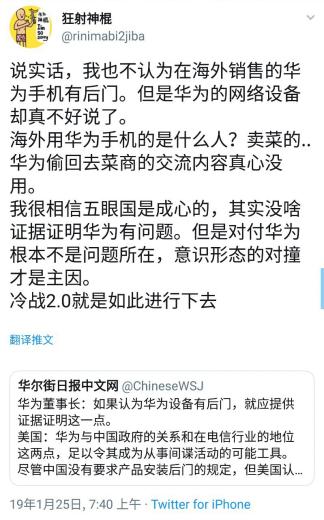 狂射神棍
@rinimabi2jiba
说实话，我也不认为在海外销售的华
为手机有后门。但是华为的网络设备
却真不好说了。
海外用华为手机的是什么人？卖菜的..
华为偷回去菜商的交流内容真心没
用。
我很相信五眼国是成心的，其实没啥
证据证明华为有问题。但是对付华为
根本不是问题所在，意识形态的对撞
才是主因。
冷战2.0就是如此进行下去
翻译推文
华尔街日报中文网 @ChineseWSJ
华为董事长：如果认为华为设备有后门，就应提供
证据证明这一点。
美国：华为与中国政府的关系和在电信行业的地位
这两点，足以令其成为从事间谍活动的可能工具。
尽管中国没有要求产品安装后门的规定，但美国认...
19年1月25日, 7:40 上午 · Twitter for iPhone